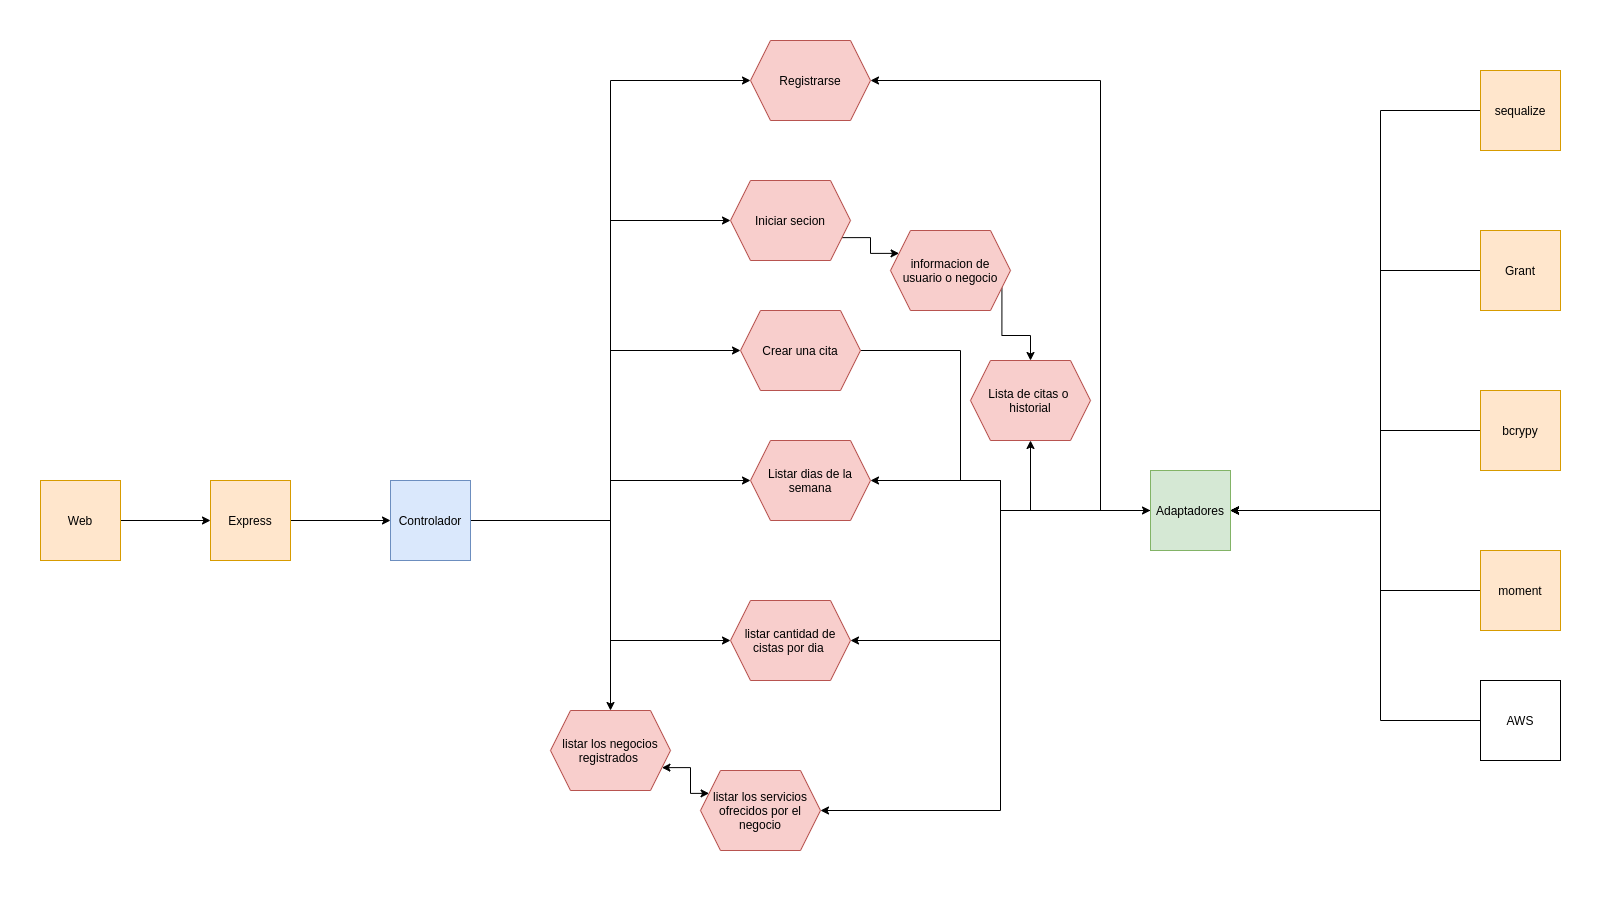 Registrarse
Iniciar secion
informacion de
usuario o negocio
Crear una cita
Lista de citas o
historial
Listar dias de la
semana
Web
Express
Controlador
Adaptadores
listar cantidad de
cistas por dia
listar los negocios
registrados
listar los servicios
ofrecidos por el
negocio
sequalize
Grant
bcrypy
moment
AWS